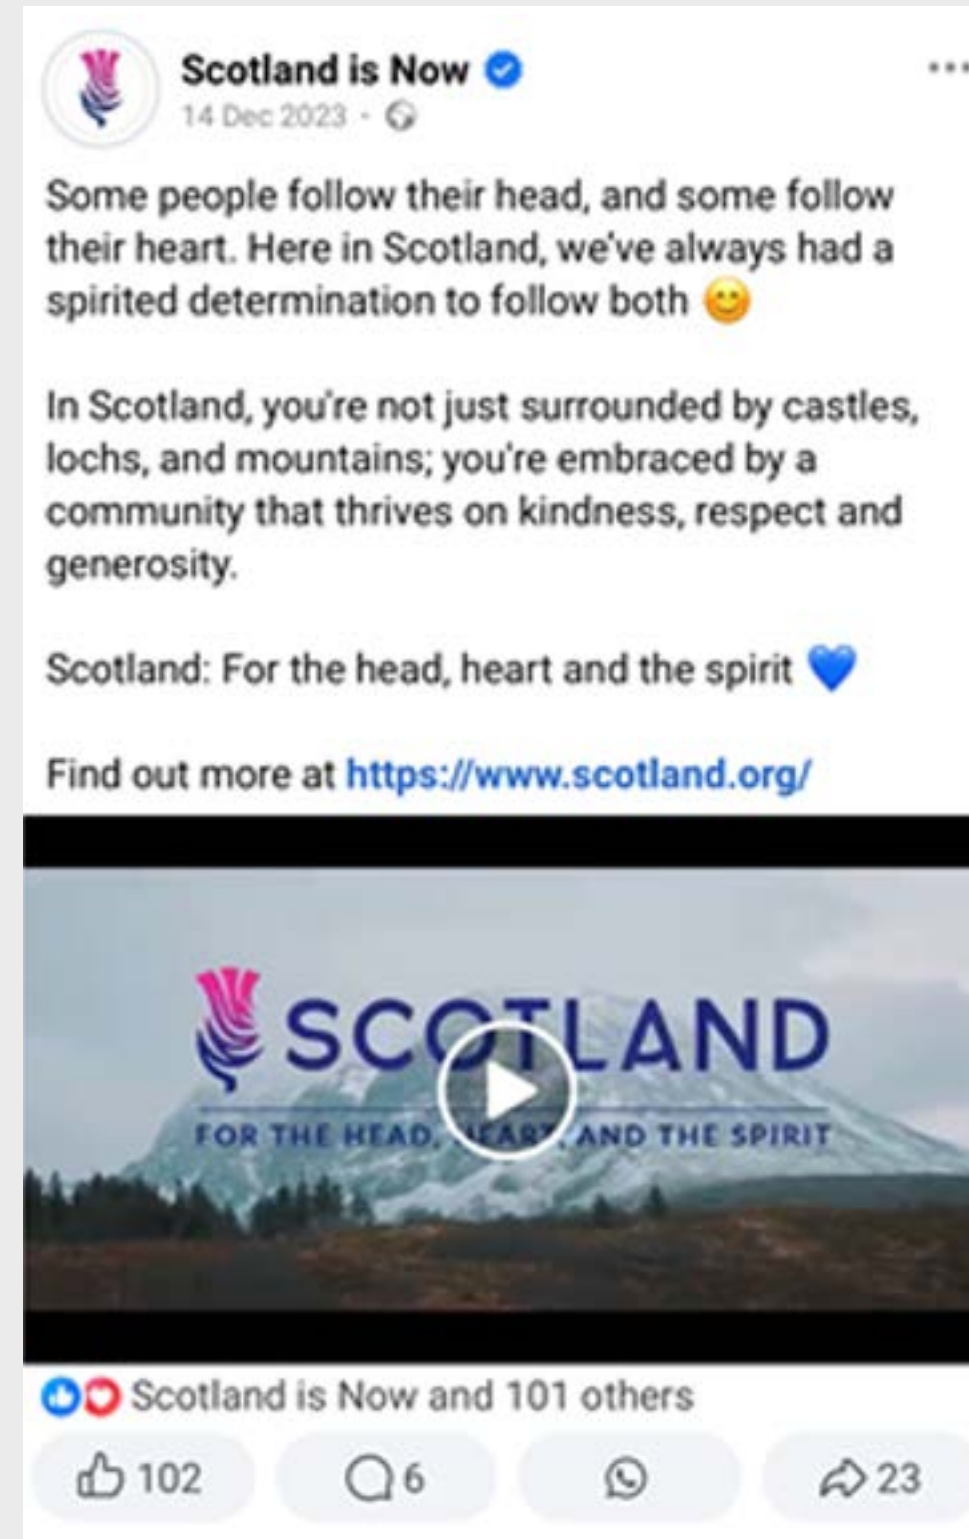 Scotland is Now
14 Dec 2023 ·
Some people follow their head, and some follow
their heart. Here in Scotland, we've always had a
spirited determination to follow both 😊
In Scotland, you're not just surrounded by castles,
lochs, and mountains; you're embraced by a
community that thrives on kindness, respect and
generosity.
Scotland: For the head, heart and the spirit 💙
Find out more at https://www.scotland.org/
SCOTLAND
FOR THE HEAD, HEART, AND THE SPIRIT
Scotland is Now and 101 others
102
6
23